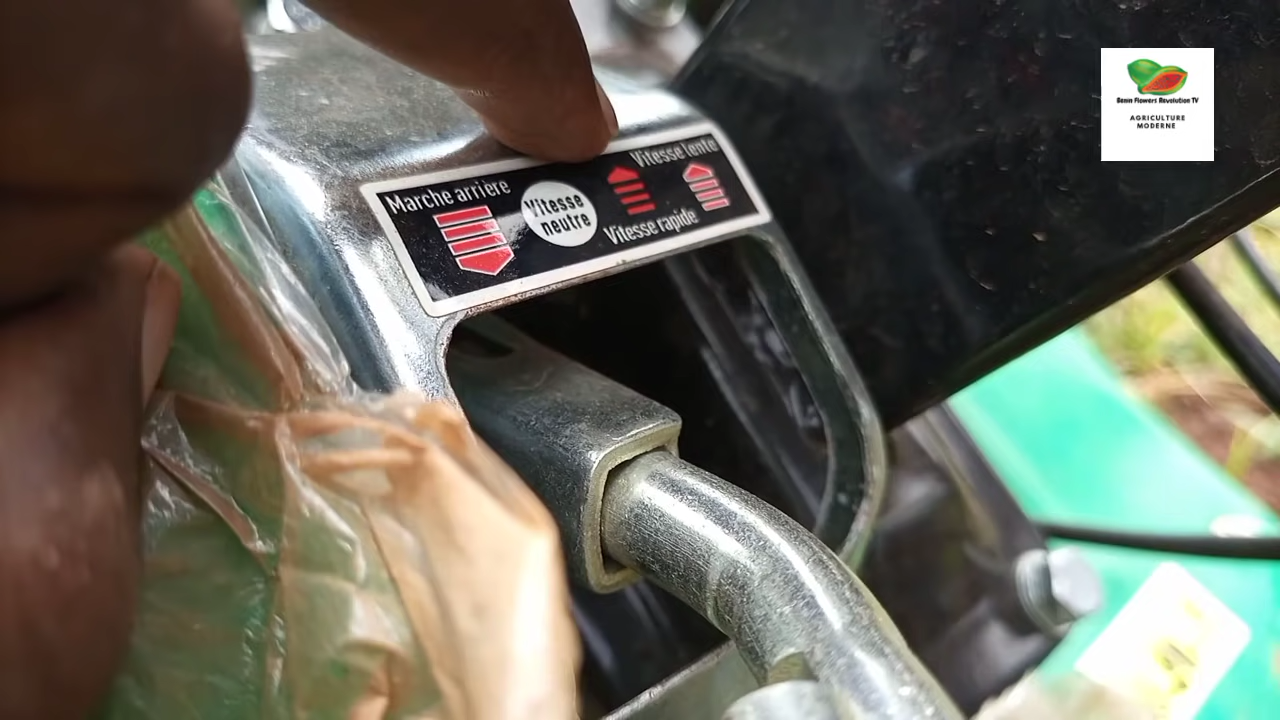 Marche arrière
Vitesse
neutre
Vitesse lente
Vitesse rapide
Benin Flowers Revolution TV
AGRICULTURE
MODERNE